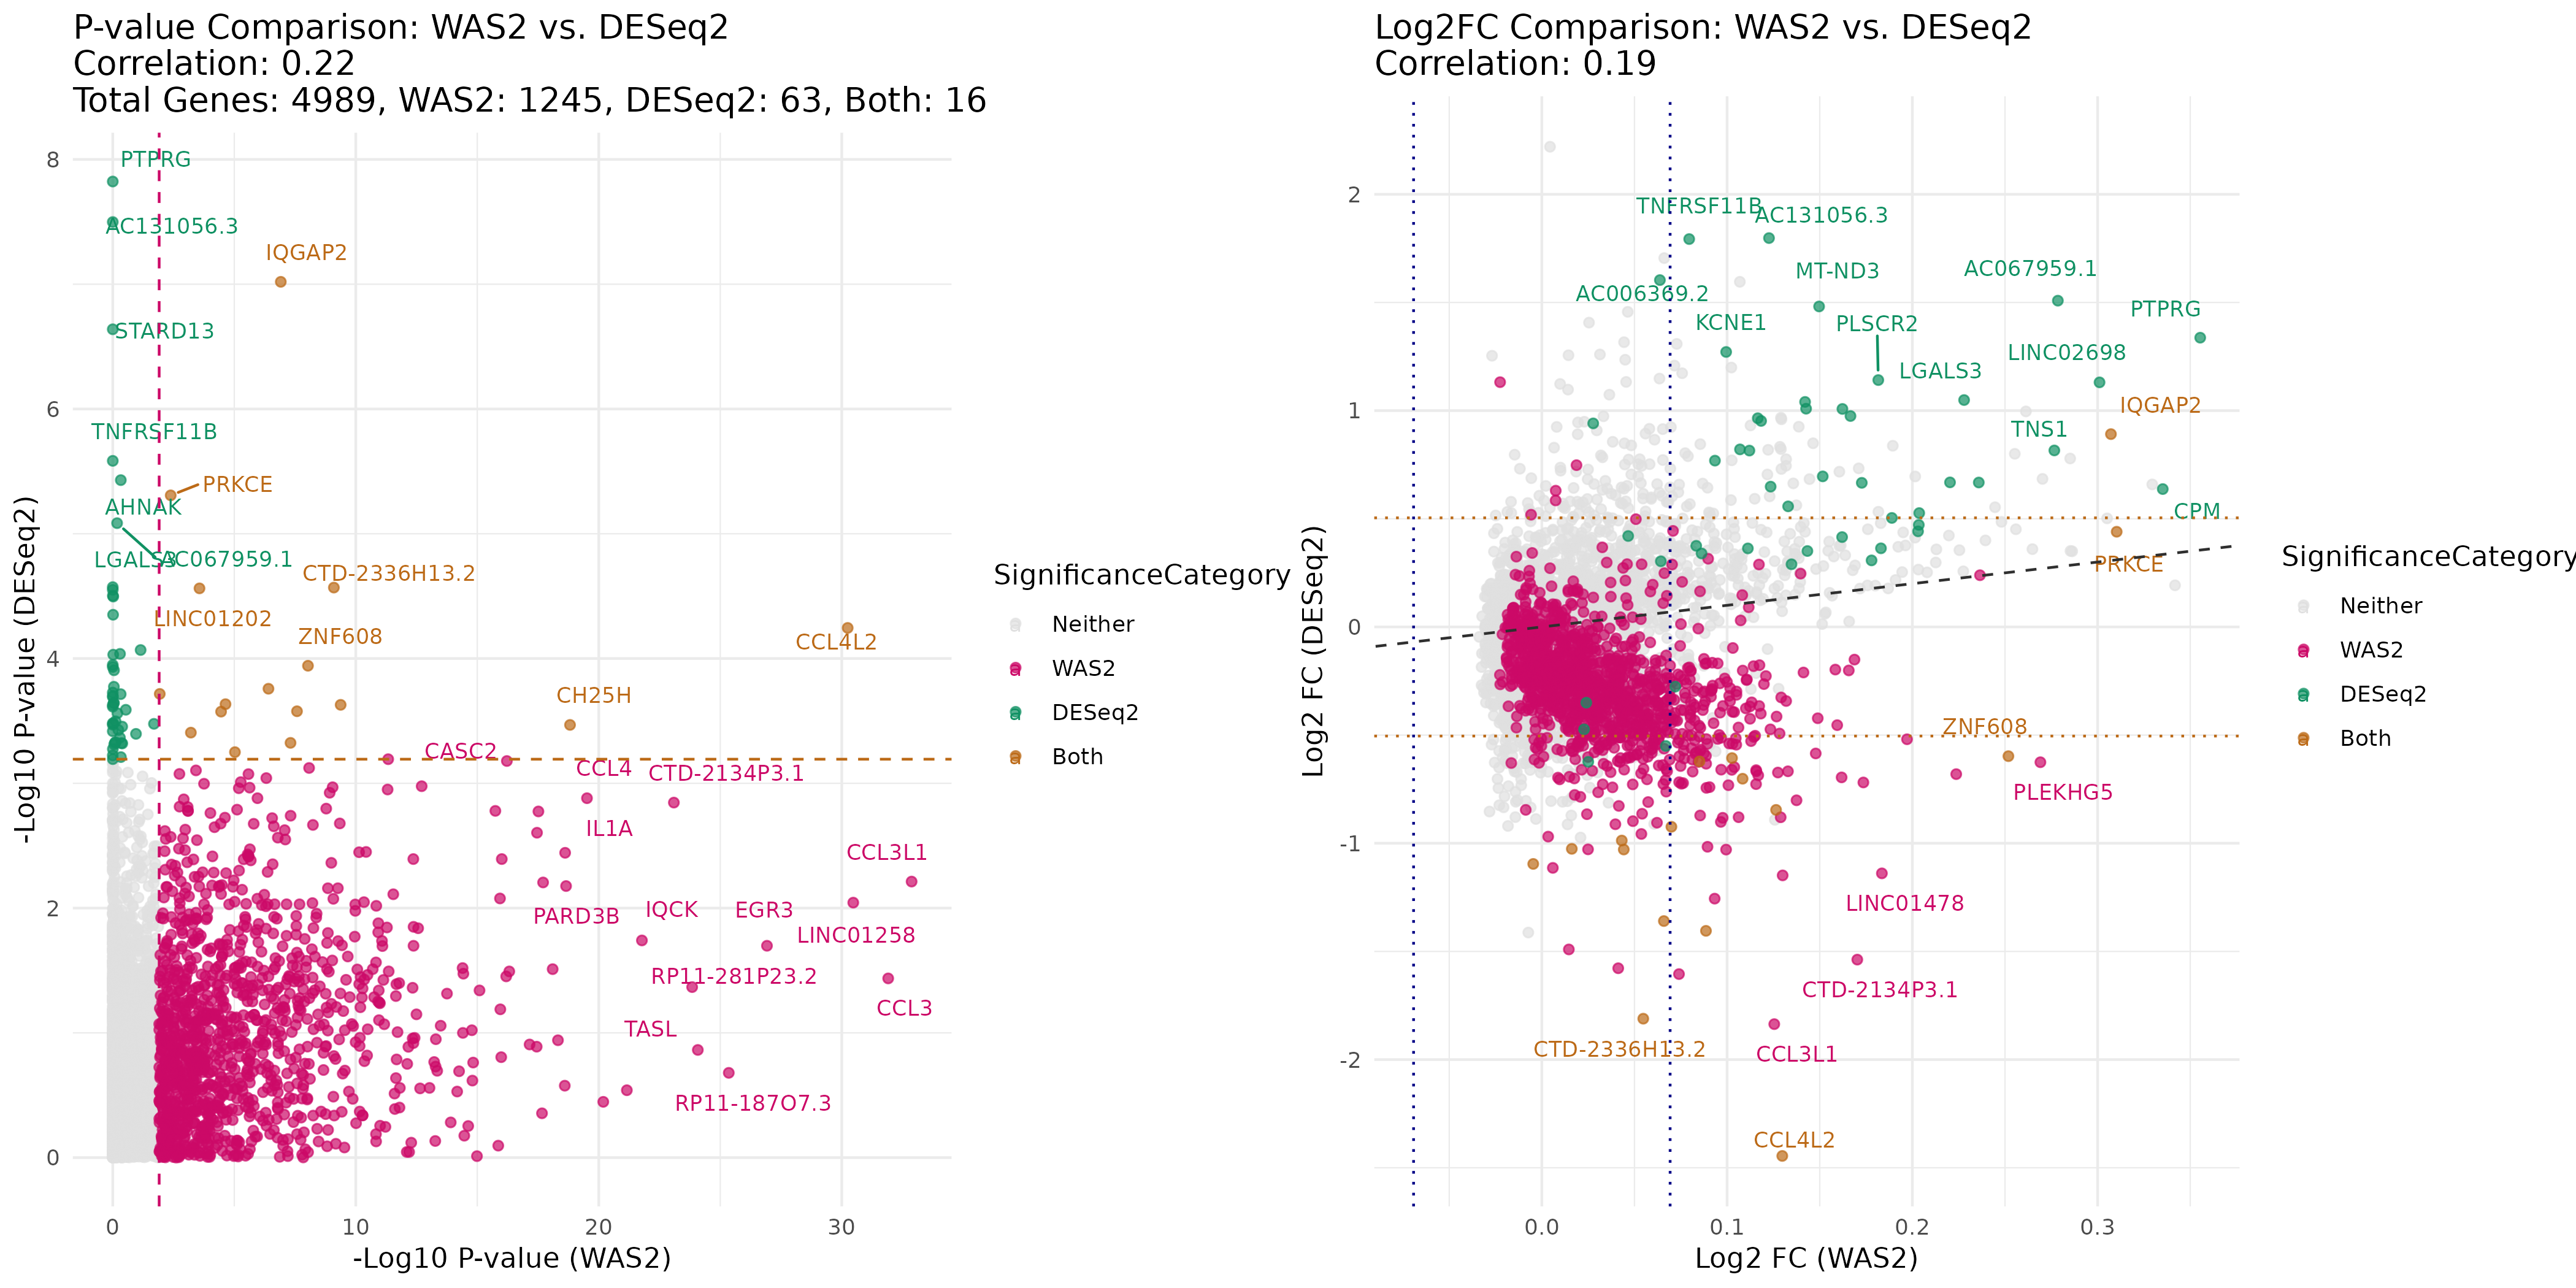 P-value Comparison: WAS2 vs. DESeq2
Correlation: 0.22
Total Genes: 4989, WAS2: 1245, DESeq2: 63, Both: 16
8
6
4
2
0
-Log10 P-value (DESeq2)
PTPRG
AC131056.3
IQGAP2
STARD13
TNFRSF11B
PRKCE
AHNAK
LGALS3
AC067959.1
CTD-2336H13.2
LINC01202
ZNF608
CCL4L2
CH25H
CASC2
CCL4
CTD-2134P3.1
IL1A
CCL3L1
PARD3B
IQCK
EGR3
LINC01258
RP11-281P23.2
CCL3
TASL
RP11-187O7.3
0
10
20
30
-Log10 P-value (WAS2)
SignificanceCategory
a Neither
a WAS2
a DESeq2
a Both
Log2FC Comparison: WAS2 vs. DESeq2
Correlation: 0.19
2
1
0
-1
-2
Log2 FC (DESeq2)
TNFRSF11B
AC131056.3
MT-ND3
AC067959.1
AC006369.2
PTPRG
KCNE1
PLSCR2
LINC02698
LGALS3
IQGAP2
TNS1
CPM
PRKCE
ZNF608
PLEKHG5
LINC01478
CTD-2134P3.1
CTD-2336H13.2
CCL3L1
CCL4L2
0.0
0.1
0.2
0.3
Log2 FC (WAS2)
SignificanceCategory
a Neither
a WAS2
a DESeq2
a Both